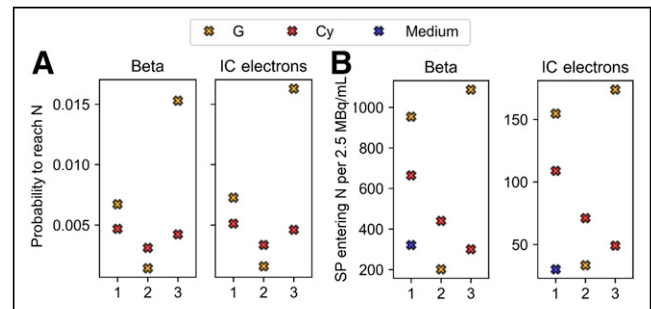 G Cy Medium
A Beta IC electrons B Beta IC electrons
Probability to reach N
0.015
0.010
0.005
1 2 3 1 2 3
SP entering N per 2.5 MBq/mL
1000
800
600
400
200
1 2 3
150
100
50
1 2 3